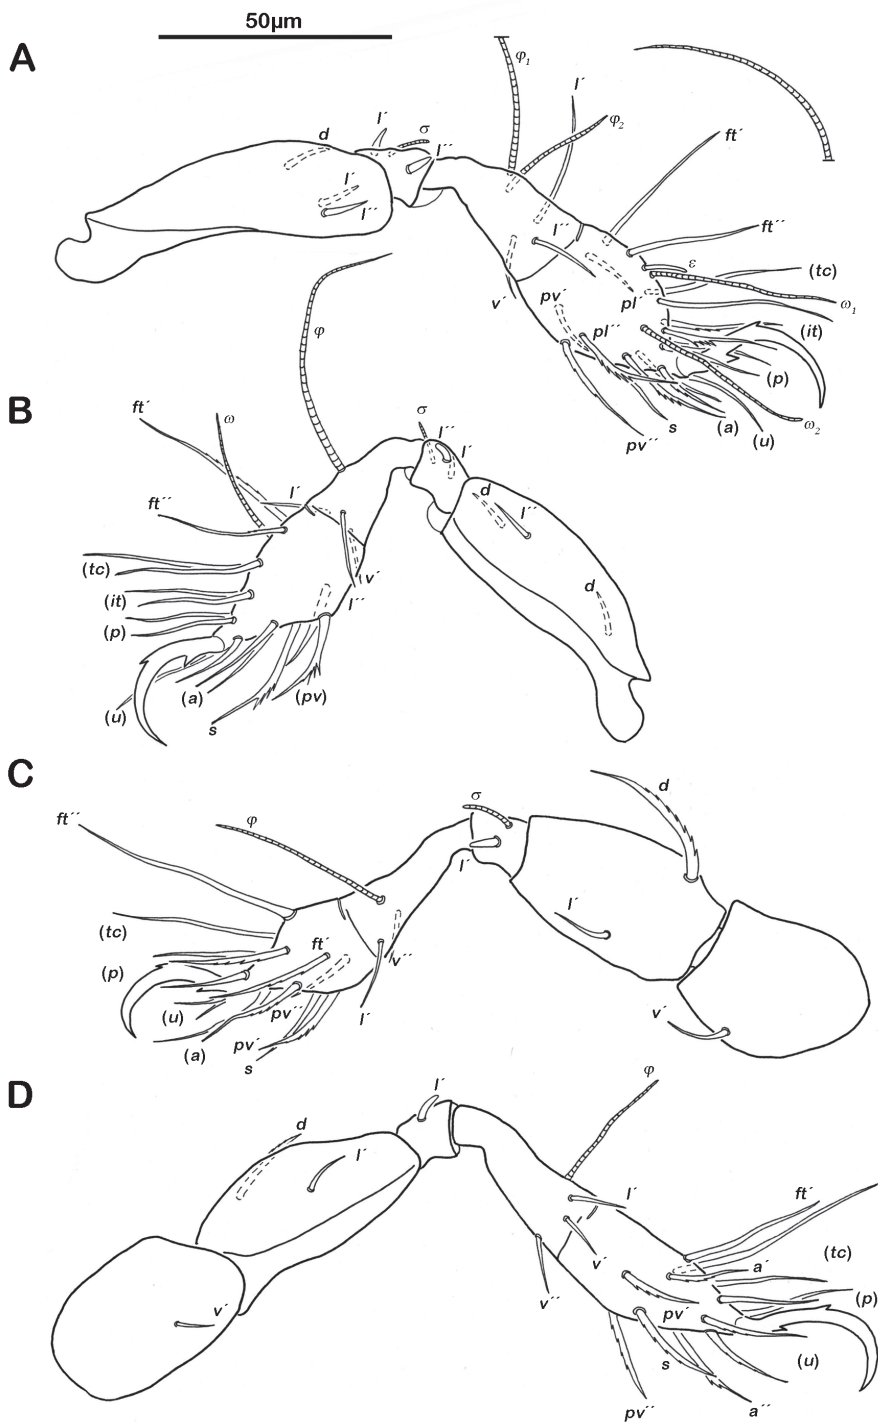 50µm
A
φ1
l´
φ2
ft´
l´
σ
d
l´´
l´
l´´
l´´
ft´´
ε
(tc)
v´
pv´
pl´
ω1
pl´´
(it)
(p)
pv´´
s
(a)
(u)
ω2
B
φ
ft´
ω
σ
l´´
l´
l´
d
l´´
ft´´
(tc)
(it)
(p)
(v´
l´´
d
(u)
(a)
s
(pv)
C
ft´´
φ
σ
d
l´
l´
(tc)
ft´
(p)
v´´
(u)
pv´´
l´
v´
(a)
pv´
s
D
l´
φ
d
l´
l´
ft´
(tc)
a´
v´
v´´
(p)
v´
pv´
s
(u)
pv´´
a´´